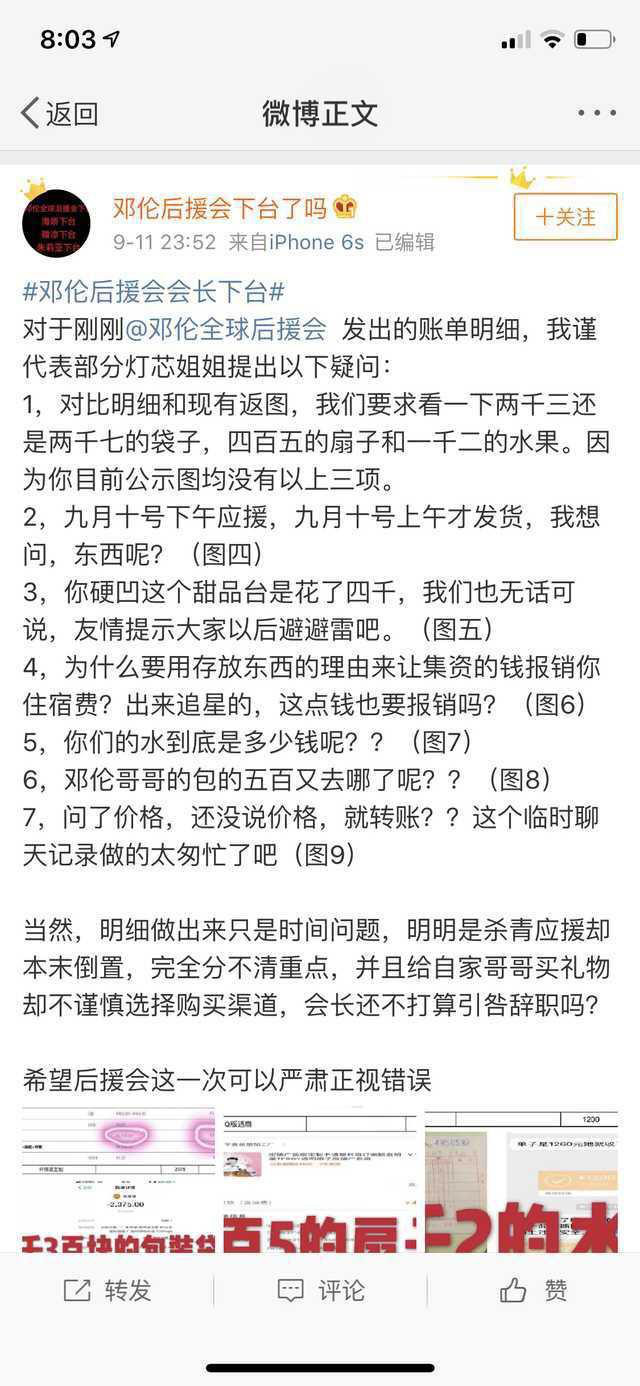 8:03
返回
微博正文
邓伦后援会下台了吗
十关注
9-11 23:52 来自iPhone 6s 已编辑
#邓伦后援会会长下台#
对于刚刚@邓伦全球后援会 发出的账单明细，我谨
代表部分灯芯姐姐提出以下疑问：
1，对比明细和现有返图，我们要求看一下两千三还
是两千七的袋子，四百五的扇子和一千二的水果。因
为你目前公示图均没有以上三项。
2，九月十号下午应援，九月十号上午才发货，我想
问，东西呢？（图四）
3，你硬凹这个甜品台是花了四千，我们也无话可
说，友情提示大家以后避避雷吧。（图五）
4，为什么要用存放东西的理由来让集资的钱报销你
住宿费？出来追星的，这点钱也要报销吗？（图6）
5，你们的水到底是多少钱呢？？（图7）
6，邓伦哥哥的包的五百又去哪了呢？？（图8）
7，问了价格，还没说价格，就转账？？这个临时聊
天记录做的太匆忙了吧（图9）
当然，明细做出来只是时间问题，明明是杀青应援却
本末倒置，完全分不清重点，并且给自家哥哥买礼物
却不谨慎选择购买渠道，会长还不打算引咎辞职吗？
希望后援会这一次可以严肃正视错误
Q版透扇
1200
单子是1260元她就收
-2,375.00
千3百块的包装袋
百5的扇子
千2的水
转发
评论
赞